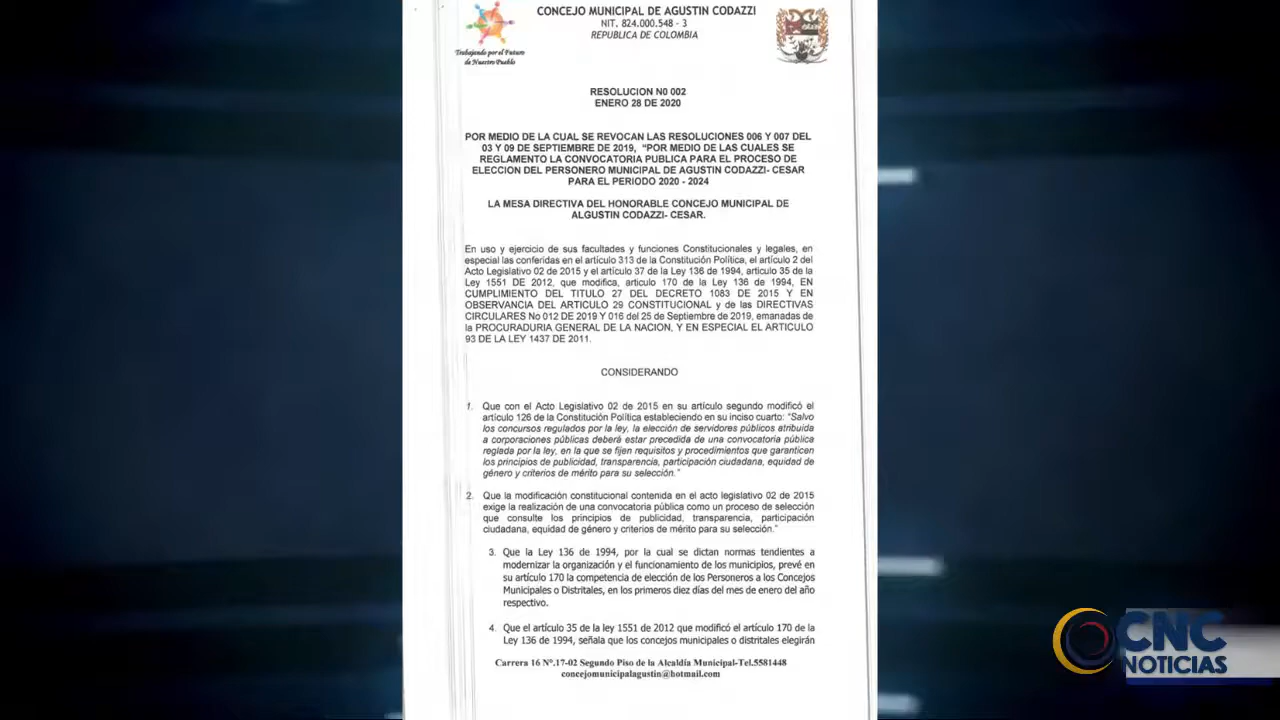 CONCEJO MUNICIPAL DE AGUSTIN CODAZZI
NIT. 824.000.548 - 3
REPUBLICA DE COLOMBIA
Trabajando por el Futuro
de Nuestro Pueblo
RESOLUCION N0 002
ENERO 28 DE 2020
POR MEDIO DE LA CUAL SE REVOCAN LAS RESOLUCIONES 006 Y 007 DEL
03 Y 09 DE SEPTIEMBRE DE 2019, "POR MEDIO DE LAS CUALES SE
REGLAMENTO LA CONVOCATORIA PUBLICA PARA EL PROCESO DE
ELECCION DEL PERSONERO MUNICIPAL DE AGUSTIN CODAZZI- CESAR
PARA EL PERIODO 2020 - 2024
LA MESA DIRECTIVA DEL HONORABLE CONCEJO MUNICIPAL DE
ALGUSTIN CODAZZI- CESAR.
En uso y ejercicio de sus facultades y funciones Constitucionales y legales, en
especial las conferidas en el artículo 313 de la Constitución Política, el artículo 2 del
Acto Legislativo 02 de 2015 y el artículo 37 de la Ley 136 de 1994, articulo 35 de la
Ley 1551 DE 2012, que modifica, articulo 170 de la Ley 136 de 1994, EN
CUMPLIMIENTO DEL TITULO 27 DEL DECRETO 1083 DE 2015 Y EN
OBSERVANCIA DEL ARTICULO 29 CONSTITUCIONAL y de las DIRECTIVAS
CIRCULARES No 012 DE 2019 Y 016 del 25 de Septiembre de 2019, emanadas de
la PROCURADURIA GENERAL DE LA NACION, Y EN ESPECIAL EL ARTICULO
93 DE LA LEY 1437 DE 2011.
CONSIDERANDO
1. Que con el Acto Legislativo 02 de 2015 en su artículo segundo modificó el
artículo 126 de la Constitución Política estableciendo en su inciso cuarto: "Salvo
los concursos regulados por la ley, la elección de servidores públicos atribuida
a corporaciones públicas deberá estar precedida de una convocatoria pública
reglada por la ley, en la que se fijen requisitos y procedimientos que garanticen
los principios de publicidad, transparencia, participación ciudadana, equidad de
género y criterios de mérito para su selección."
2. Que la modificación constitucional contenida en el acto legislativo 02 de 2015
exige la realización de una convocatoria pública como un proceso de selección
que consulte los principios de publicidad, transparencia, participación
ciudadana, equidad de género y criterios de mérito para su selección."
3. Que la Ley 136 de 1994, por la cual se dictan normas tendientes a
modernizar la organización y el funcionamiento de los municipios, prevé en
su artículo 170 la competencia de elección de los Personeros a los Concejos
Municipales o Distritales, en los primeros diez días del mes de enero del año
respectivo.
4. Que el artículo 35 de la ley 1551 de 2012 que modificó el artículo 170 de la
Ley 136 de 1994, señala que los concejos municipales o distritales elegirán
Carrera 16 N°.17-02 Segundo Piso de la Alcaldía Municipal-Tel.5581448
concejomunicipalagustin@hotmail.com
CNC
NOTICIAS